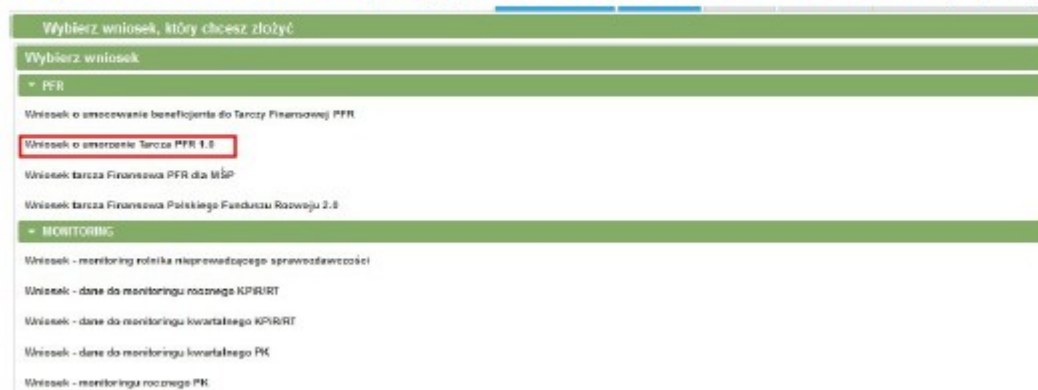 Wybierz wniosek, który chcesz złożyć
Wybierz wniosek
PFR
Wniosek o umocowanie beneficjenta do Tarczy Finansowej PFR
Wniosek o umorzenie Tarcza PFR 1.0
Wniosek tarcza Finansowa PFR dla MŚP
Wniosek tarcza Finansowa Polskiego Funduszu Rozwoju 2.0
MONITORING
Wniosek - monitoring rolnika nieprowadzącego sprawozdawczości
Wniosek - dane do monitoringu rocznego KPiR/RT
Wniosek - dane do monitoringu kwartalnego KPiR/RT
Wniosek - dane do monitoringu kwartalnego PK
Wniosek - monitoringu rocznego PK